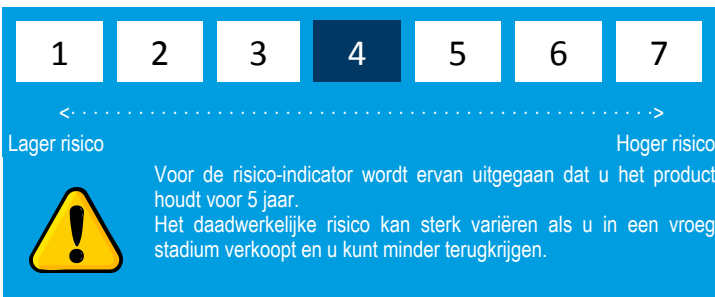 1 2 3 4 5 6 7
Lager risico Hoger risico
Voor de risico-indicator wordt ervan uitgegaan dat u het product
houdt voor 5 jaar.
Het daadwerkelijke risico kan sterk variëren als u in een vroeg
stadium verkoopt en u kunt minder terugkrijgen.